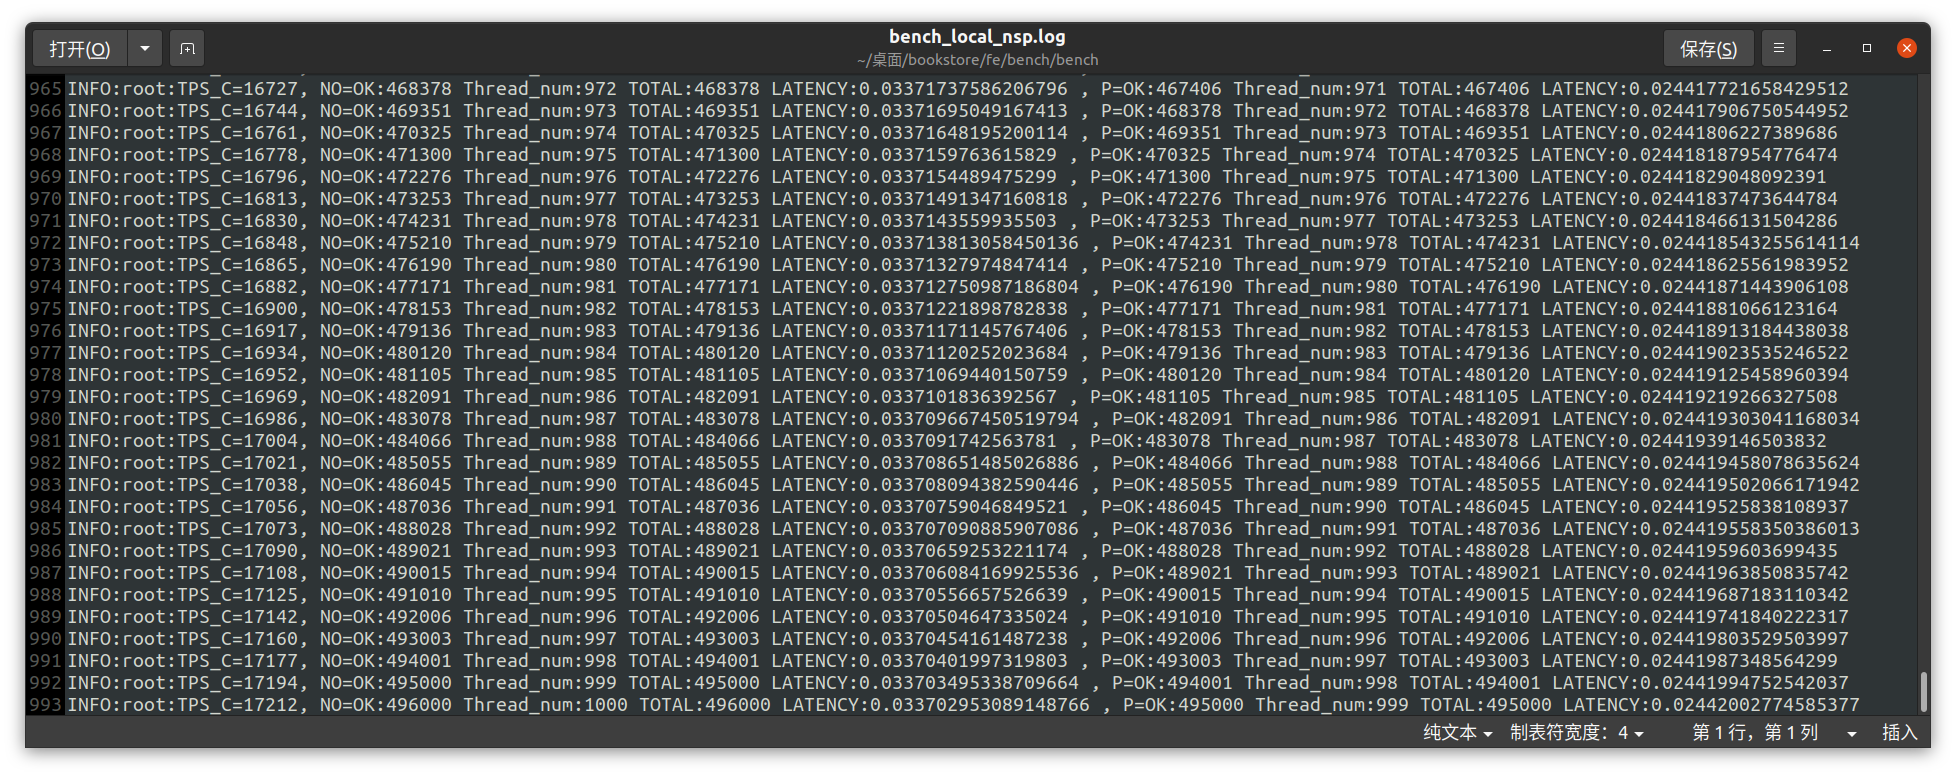 打开(O)
bench_local_nsp.log
~/桌面/bookstore/fe/bench/bench
保存(S)
965 INFO:root:TPS_C=16727, NO=OK:468378 Thread_num:972 TOTAL:468378 LATENCY:0.03371737586206796 , P=OK:467406 Thread_num:971 TOTAL:467406 LATENCY:0.024417721658429512
966 INFO:root:TPS_C=16744, NO=OK:469351 Thread_num:973 TOTAL:469351 LATENCY:0.03371695049167413 , P=OK:468378 Thread_num:972 TOTAL:468378 LATENCY:0.024417906750544952
967 INFO:root:TPS_C=16761, NO=OK:470325 Thread_num:974 TOTAL:470325 LATENCY:0.03371648195200114 , P=OK:469351 Thread_num:973 TOTAL:469351 LATENCY:0.02441806227389686
968 INFO:root:TPS_C=16778, NO=OK:471300 Thread_num:975 TOTAL:471300 LATENCY:0.0337159763615829 , P=OK:470325 Thread_num:974 TOTAL:470325 LATENCY:0.024418187954776474
969 INFO:root:TPS_C=16796, NO=OK:472276 Thread_num:976 TOTAL:472276 LATENCY:0.0337154489475299 , P=OK:471300 Thread_num:975 TOTAL:471300 LATENCY:0.02441829048092391
970 INFO:root:TPS_C=16813, NO=OK:473253 Thread_num:977 TOTAL:473253 LATENCY:0.03371491347160818 , P=OK:472276 Thread_num:976 TOTAL:472276 LATENCY:0.02441837473644784
971 INFO:root:TPS_C=16830, NO=OK:474231 Thread_num:978 TOTAL:474231 LATENCY:0.0337143559935503 , P=OK:473253 Thread_num:977 TOTAL:473253 LATENCY:0.024418466131504286
972 INFO:root:TPS_C=16848, NO=OK:475210 Thread_num:979 TOTAL:475210 LATENCY:0.033713813058450136 , P=OK:474231 Thread_num:978 TOTAL:474231 LATENCY:0.024418543255614114
973 INFO:root:TPS_C=16865, NO=OK:476190 Thread_num:980 TOTAL:476190 LATENCY:0.03371327974847414 , P=OK:475210 Thread_num:979 TOTAL:475210 LATENCY:0.024418625561983952
974 INFO:root:TPS_C=16882, NO=OK:477171 Thread_num:981 TOTAL:477171 LATENCY:0.033712750987186804 , P=OK:476190 Thread_num:980 TOTAL:476190 LATENCY:0.02441871443906108
975 INFO:root:TPS_C=16900, NO=OK:478153 Thread_num:982 TOTAL:478153 LATENCY:0.03371221898782838 , P=OK:477171 Thread_num:981 TOTAL:477171 LATENCY:0.02441881066123164
976 INFO:root:TPS_C=16917, NO=OK:479136 Thread_num:983 TOTAL:479136 LATENCY:0.03371171145767406 , P=OK:478153 Thread_num:982 TOTAL:478153 LATENCY:0.024418913184438038
977 INFO:root:TPS_C=16934, NO=OK:480120 Thread_num:984 TOTAL:480120 LATENCY:0.03371120252023684 , P=OK:479136 Thread_num:983 TOTAL:479136 LATENCY:0.024419023535246522
978 INFO:root:TPS_C=16952, NO=OK:481105 Thread_num:985 TOTAL:481105 LATENCY:0.03371069440150759 , P=OK:480120 Thread_num:984 TOTAL:480120 LATENCY:0.024419125458960394
979 INFO:root:TPS_C=16969, NO=OK:482091 Thread_num:986 TOTAL:482091 LATENCY:0.0337101836392567 , P=OK:481105 Thread_num:985 TOTAL:481105 LATENCY:0.024419219266327508
980 INFO:root:TPS_C=16986, NO=OK:483078 Thread_num:987 TOTAL:483078 LATENCY:0.033709667450519794 , P=OK:482091 Thread_num:986 TOTAL:482091 LATENCY:0.024419303041168034
981 INFO:root:TPS_C=17004, NO=OK:484066 Thread_num:988 TOTAL:484066 LATENCY:0.0337091742563781 , P=OK:483078 Thread_num:987 TOTAL:483078 LATENCY:0.02441939146503832
982 INFO:root:TPS_C=17021, NO=OK:485055 Thread_num:989 TOTAL:485055 LATENCY:0.033708651485026886 , P=OK:484066 Thread_num:988 TOTAL:484066 LATENCY:0.024419458078635624
983 INFO:root:TPS_C=17038, NO=OK:486045 Thread_num:990 TOTAL:486045 LATENCY:0.033708094382590446 , P=OK:485055 Thread_num:989 TOTAL:485055 LATENCY:0.024419502066171942
984 INFO:root:TPS_C=17056, NO=OK:487036 Thread_num:991 TOTAL:487036 LATENCY:0.03370759046849521 , P=OK:486045 Thread_num:990 TOTAL:486045 LATENCY:0.024419525838108937
985 INFO:root:TPS_C=17073, NO=OK:488028 Thread_num:992 TOTAL:488028 LATENCY:0.033707090885907086 , P=OK:487036 Thread_num:991 TOTAL:487036 LATENCY:0.024419558350386013
986 INFO:root:TPS_C=17090, NO=OK:489021 Thread_num:993 TOTAL:489021 LATENCY:0.03370659253221174 , P=OK:488028 Thread_num:992 TOTAL:488028 LATENCY:0.02441959603699435
987 INFO:root:TPS_C=17108, NO=OK:490015 Thread_num:994 TOTAL:490015 LATENCY:0.033706084169925536 , P=OK:489021 Thread_num:993 TOTAL:489021 LATENCY:0.02441963850835742
988 INFO:root:TPS_C=17125, NO=OK:491010 Thread_num:995 TOTAL:491010 LATENCY:0.03370556657526639 , P=OK:490015 Thread_num:994 TOTAL:490015 LATENCY:0.024419687183110342
989 INFO:root:TPS_C=17142, NO=OK:492006 Thread_num:996 TOTAL:492006 LATENCY:0.03370504647335024 , P=OK:491010 Thread_num:995 TOTAL:491010 LATENCY:0.024419741840222317
990 INFO:root:TPS_C=17160, NO=OK:493003 Thread_num:997 TOTAL:493003 LATENCY:0.03370454161487238 , P=OK:492006 Thread_num:996 TOTAL:492006 LATENCY:0.024419803529503997
991 INFO:root:TPS_C=17177, NO=OK:494001 Thread_num:998 TOTAL:494001 LATENCY:0.03370401997319803 , P=OK:493003 Thread_num:997 TOTAL:493003 LATENCY:0.02441987348564299
992 INFO:root:TPS_C=17194, NO=OK:495000 Thread_num:999 TOTAL:495000 LATENCY:0.033703495338709664 , P=OK:494001 Thread_num:998 TOTAL:494001 LATENCY:0.02441994752542037
993 INFO:root:TPS_C=17212, NO=OK:496000 Thread_num:1000 TOTAL:496000 LATENCY:0.033702953089148766 , P=OK:495000 Thread_num:999 TOTAL:495000 LATENCY:0.02442002774585377
纯文本 制表符宽度：4 第 1 行，第 1 列 插入